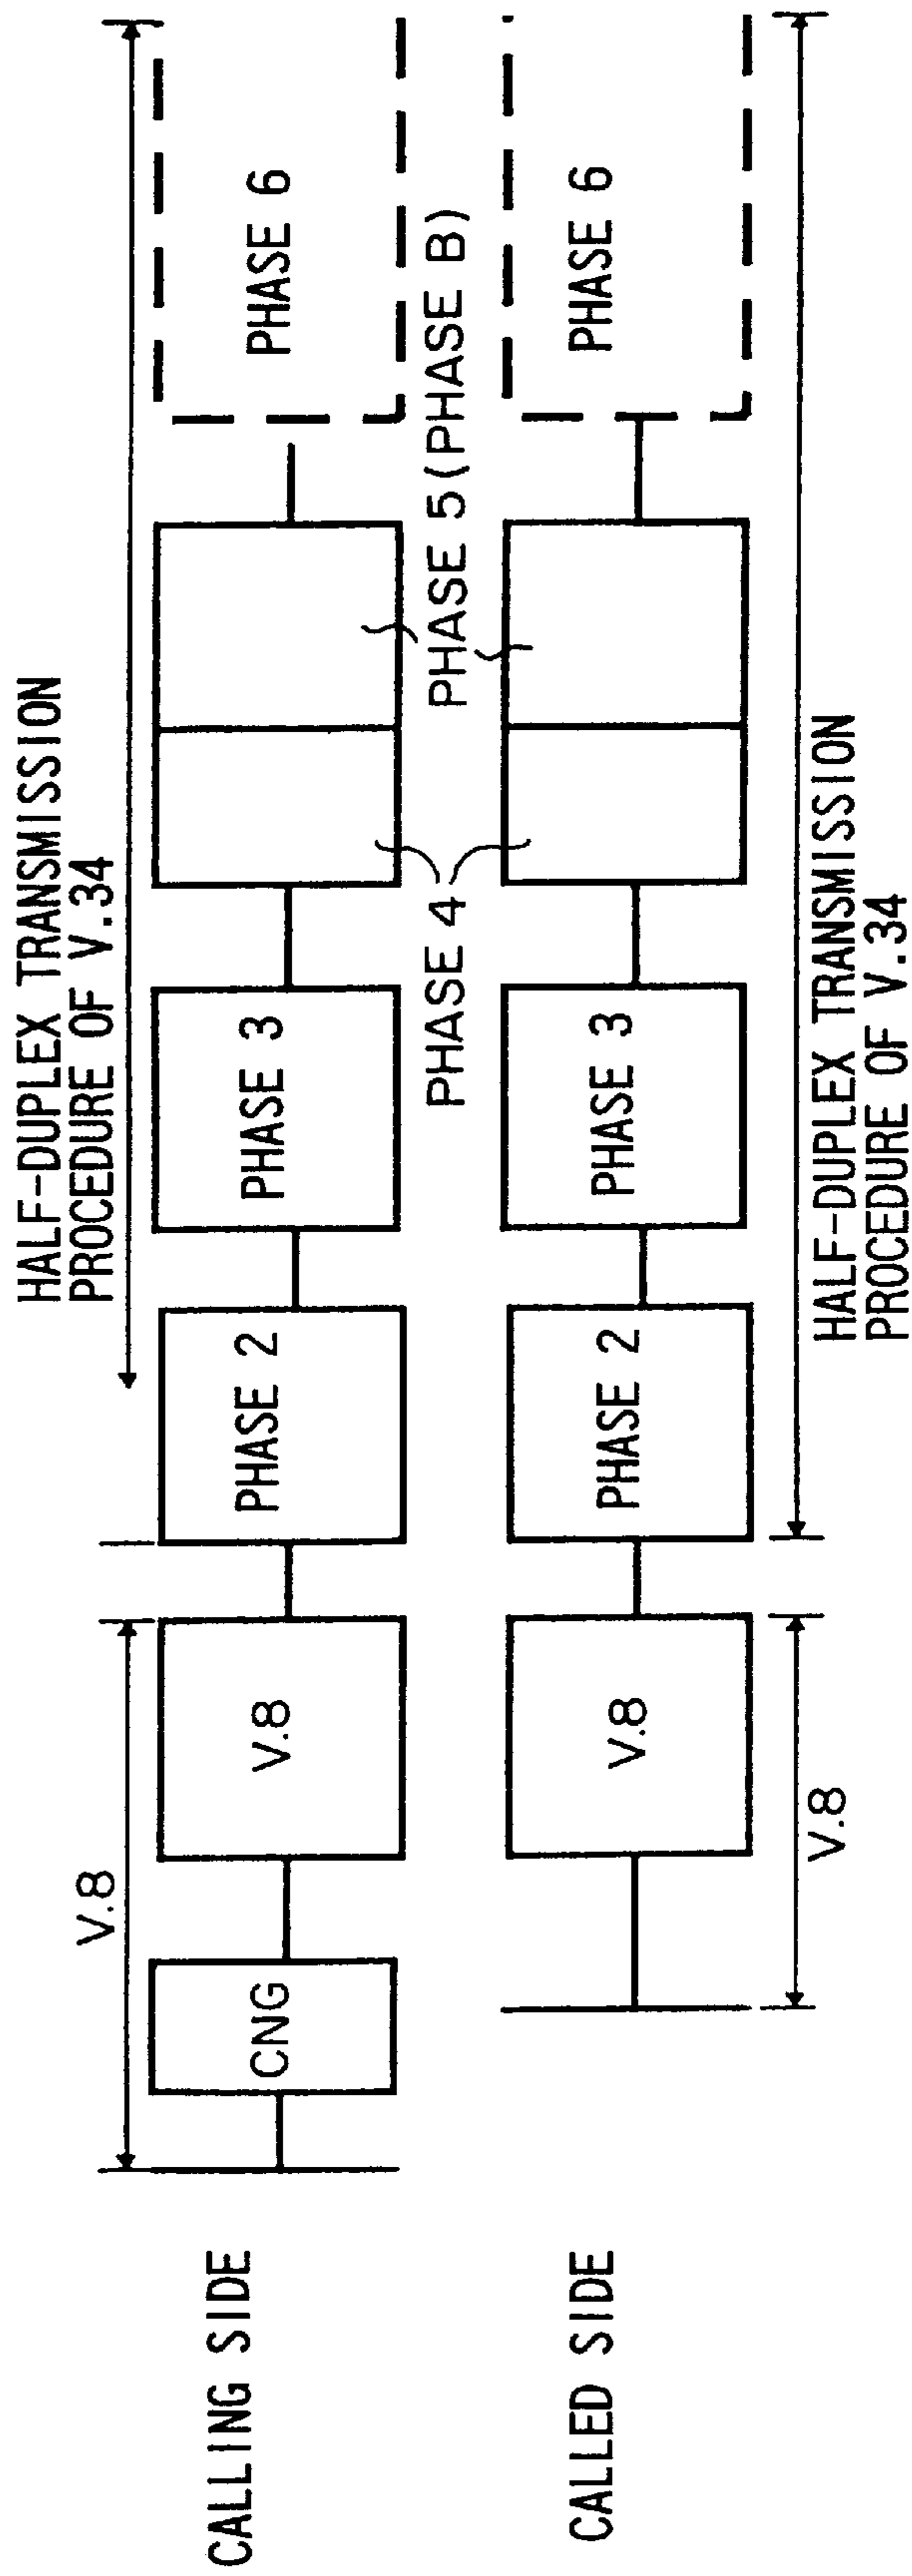 V.8
HALF-DUPLEX TRANSMISSION
PROCEDURE OF V.34
CALLING SIDE
CNG
V.8
PHASE 2
PHASE 3
PHASE 6
PHASE 4
PHASE 5 (PHASE B)
CALLED SIDE
V.8
PHASE 2
PHASE 3
PHASE 6
V.8
HALF-DUPLEX TRANSMISSION
PROCEDURE OF V.34